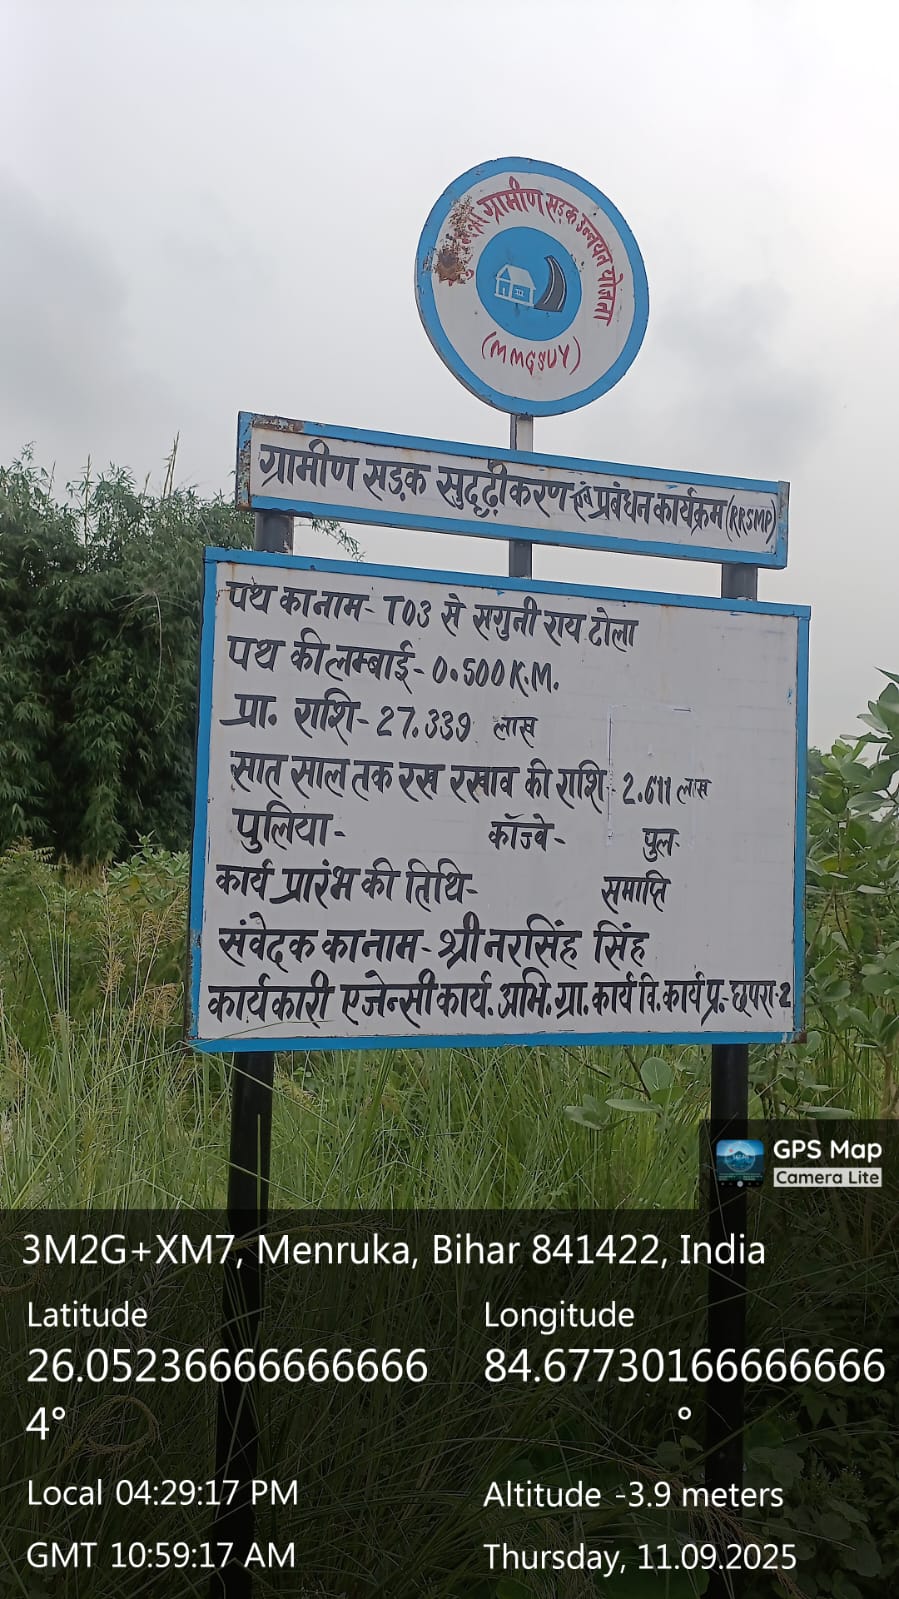 ग्रामीण सड़क उन्नयन योजना
(MMGSUY)
ग्रामीण सड़क सुदृढ़ीकरण एवं प्रबंधन कार्यक्रम (RRSMP)
पथ का नाम- T03 से सगुनी राय टोला
पथ की लम्बाई- 0.500 K.M.
प्रा. राशि- 27.339 लाख
सात साल तक रख रखाव की राशि- 2.611 लाख
पुलिया- कॉजवे- पुल-
कार्य प्रारंभ की तिथि- समाप्ति
संवेदक का नाम- श्री नरसिंह सिंह
कार्यकारी एजेन्सी कार्य. अभि. ग्रा. कार्य वि. कार्य प्र.- छपरा-2
GPS Map
Camera Lite
3M2G+XM7, Menruka, Bihar 841422, India
Latitude Longitude
26.05236666666666 84.67730166666666
4° °
Local 04:29:17 PM Altitude -3.9 meters
GMT 10:59:17 AM Thursday, 11.09.2025